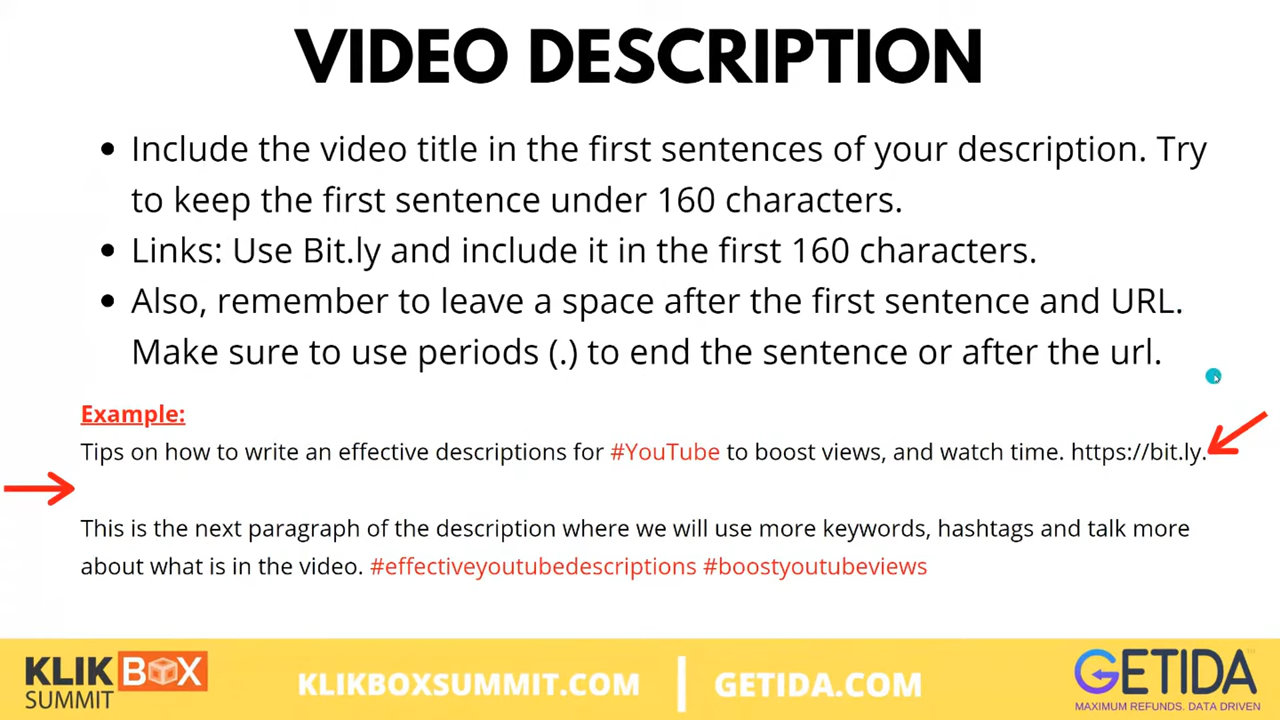 VIDEO DESCRIPTION
• Include the video title in the first sentences of your description. Try
to keep the first sentence under 160 characters.
• Links: Use Bit.ly and include it in the first 160 characters.
• Also, remember to leave a space after the first sentence and URL.
Make sure to use periods (.) to end the sentence or after the url.
Example:
Tips on how to write an effective descriptions for #YouTube to boost views, and watch time. https://bit.ly.
This is the next paragraph of the description where we will use more keywords, hashtags and talk more
about what is in the video. #effectiveyoutubedescriptions #boostyoutubeviews
KLIK BOX
SUMMIT
KLIKBOXSUMMIT.COM | GETIDA.COM
GETIDA™
MAXIMUM REFUNDS. DATA DRIVEN